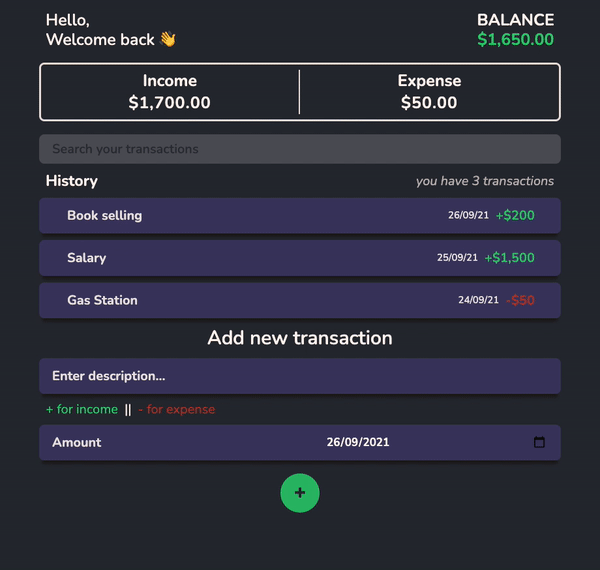 Hello,
Welcome back 👋
BALANCE
$1,650.00
Income
$1,700.00
Expense
$50.00
Search your transactions
History
you have 3 transactions
Book selling 26/09/21 +$200
Salary 25/09/21 +$1,500
Gas Station 24/09/21 -$50
Add new transaction
Enter description...
+ for income || - for expense
Amount 26/09/2021
+